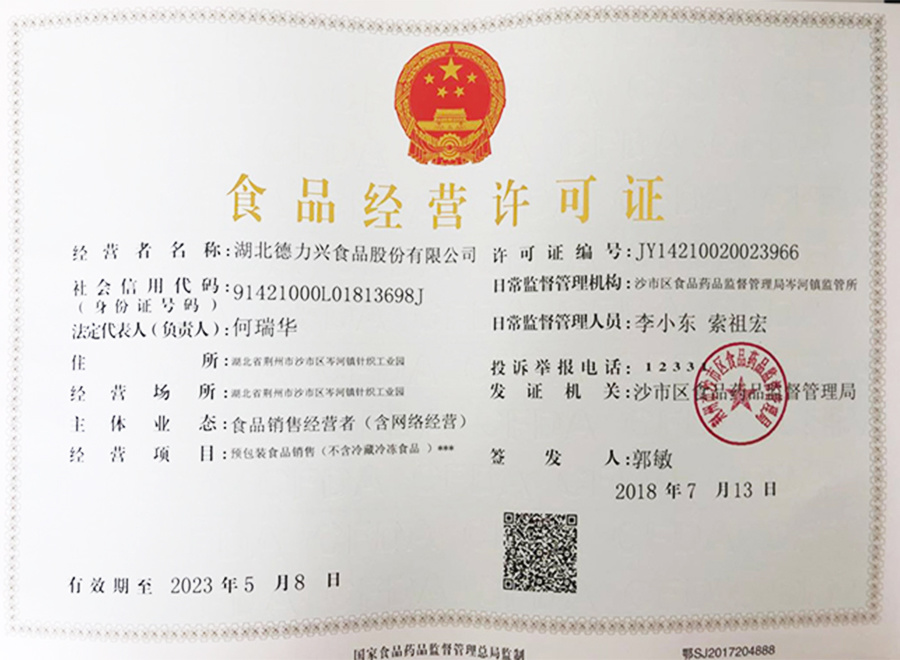 食品经营许可证
经营者名称:湖北德力兴食品股份有限公司
社会信用代码:91421000L01813698J
(身份证号码)
法定代表人(负责人):何瑞华
住所:湖北省荆州市沙市区岑河镇针织工业园
经营场所:湖北省荆州市沙市区岑河镇针织工业园
主体业态:食品销售经营者(含网络经营)
经营项目:预包装食品销售(不含冷藏冷冻食品)***
许可证编号:JY14210020023966
日常监督管理机构:沙市区食品药品监督管理局岑河镇监管所
日常监督管理人员:李小东 索祖宏
投诉举报电话:12331
发证机关:沙市区食品药品监督管理局
签发人:郭敏
2018年7月13日
有效期至 2023年5月8日
国家食品药品监督管理总局监制
鄂SJ2017204888